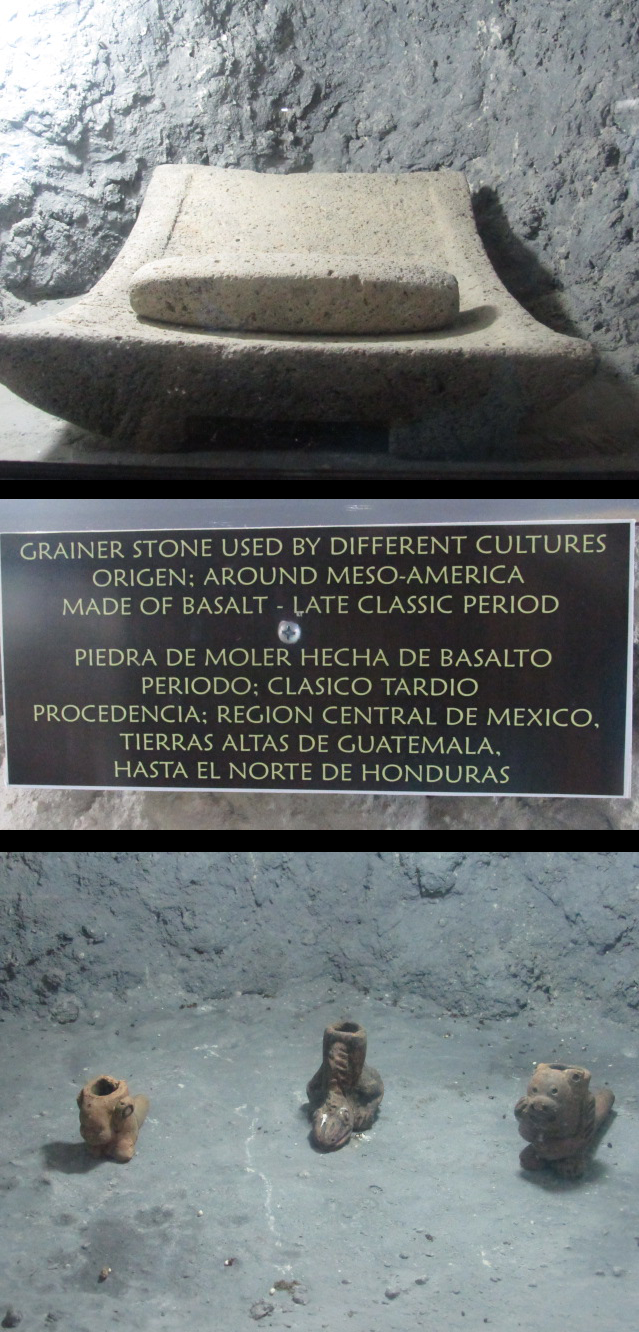 GRAINER STONE USED BY DIFFERENT CULTURES
ORIGEN; AROUND MESO-AMERICA
MADE OF BASALT - LATE CLASSIC PERIOD
PIEDRA DE MOLER HECHA DE BASALTO
PERIODO; CLASICO TARDIO
PROCEDENCIA; REGION CENTRAL DE MEXICO,
TIERRAS ALTAS DE GUATEMALA,
HASTA EL NORTE DE HONDURAS